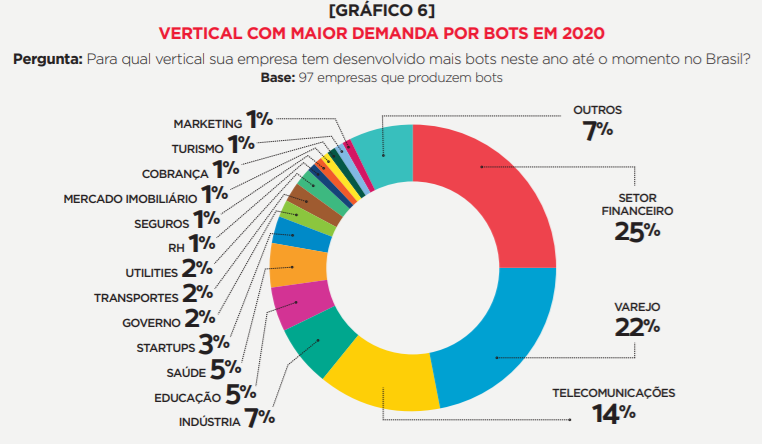 [GRÁFICO 6]
VERTICAL COM MAIOR DEMANDA POR BOTS EM 2020
Pergunta: Para qual vertical sua empresa tem desenvolvido mais bots neste ano até o momento no Brasil?
Base: 97 empresas que produzem bots
OUTROS
7%
SETOR
FINANCEIRO
25%
VAREJO
22%
TELECOMUNICAÇÕES
14%
MARKETING 1%
TURISMO 1%
COBRANÇA 1%
MERCADO IMOBILIÁRIO 1%
SEGUROS 1%
RH 1%
UTILITIES 2%
TRANSPORTES 2%
GOVERNO 2%
STARTUPS 3%
SAÚDE 5%
EDUCAÇÃO 5%
INDÚSTRIA 7%